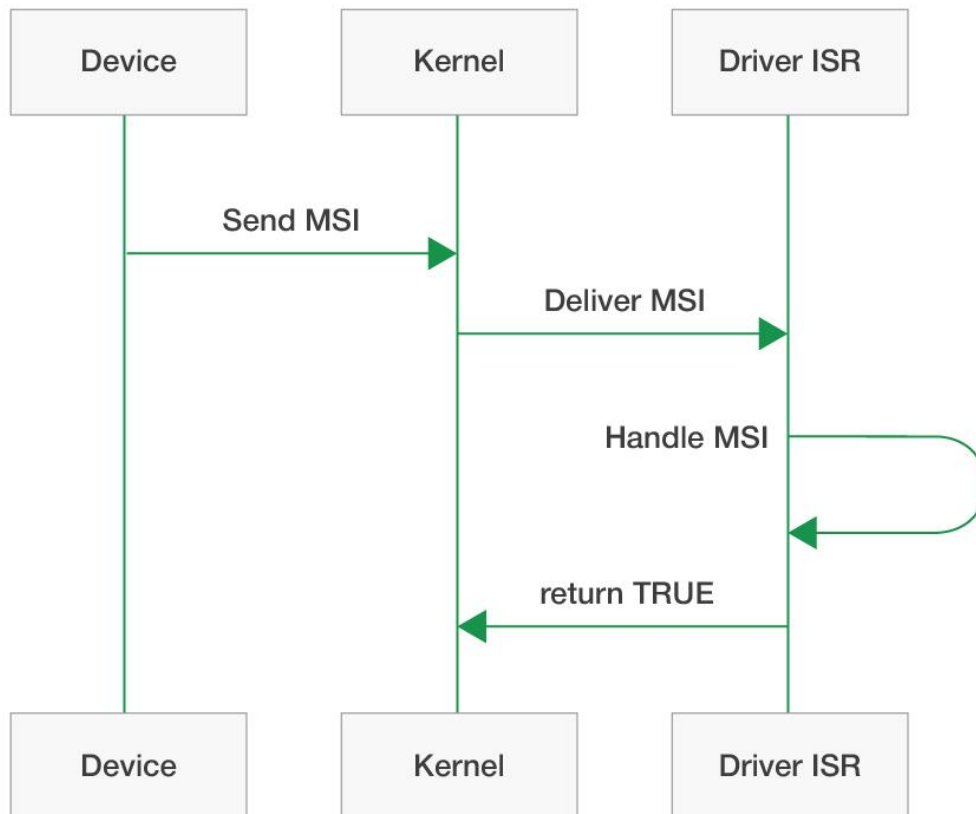 Device
Kernel
Driver ISR
Send MSI
Deliver MSI
Handle MSI
return TRUE
Device
Kernel
Driver ISR